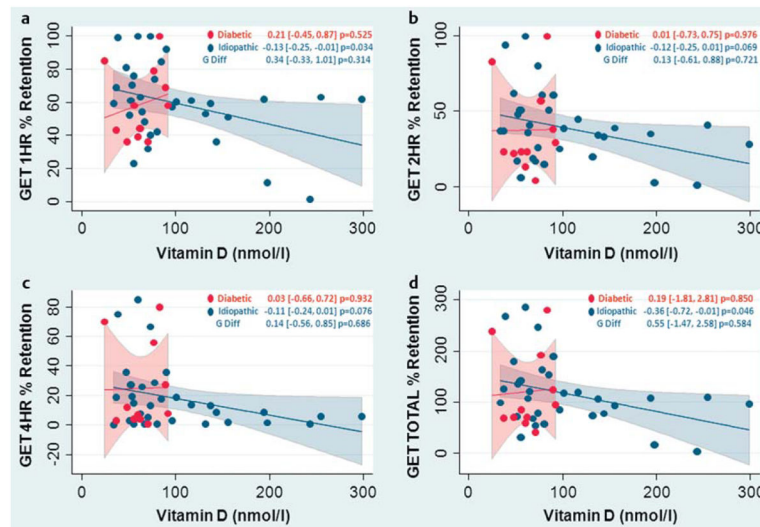 a
Diabetic 0.21 [-0.45, 0.87] p=0.525
Idiopathic -0.13 [-0.25, -0.01] p=0.034
G Diff 0.34 [-0.33, 1.01] p=0.314
GET 1HR % Retention
100
80
60
40
20
0
0 100 200 300
Vitamin D (nmol/l)
b
Diabetic 0.01 [-0.73, 0.75] p=0.976
Idiopathic -0.12 [-0.25, 0.01] p=0.069
G Diff 0.13 [-0.61, 0.88] p=0.721
GET 2HR % Retention
100
50
0
0 100 200 300
Vitamin D (nmol/l)
c
Diabetic 0.03 [-0.66, 0.72] p=0.932
Idiopathic -0.11 [-0.24, 0.01] p=0.076
G Diff 0.14 [-0.56, 0.85] p=0.686
GET 4HR % Retention
80
60
40
20
0
-20
0 100 200 300
Vitamin D (nmol/l)
d
Diabetic 0.19 [-1.81, 2.81] p=0.850
Idiopathic -0.36 [-0.72, -0.01] p=0.046
G Diff 0.55 [-1.47, 2.58] p=0.584
GET TOTAL % Retention
300
200
100
0
0 100 200 300
Vitamin D (nmol/l)